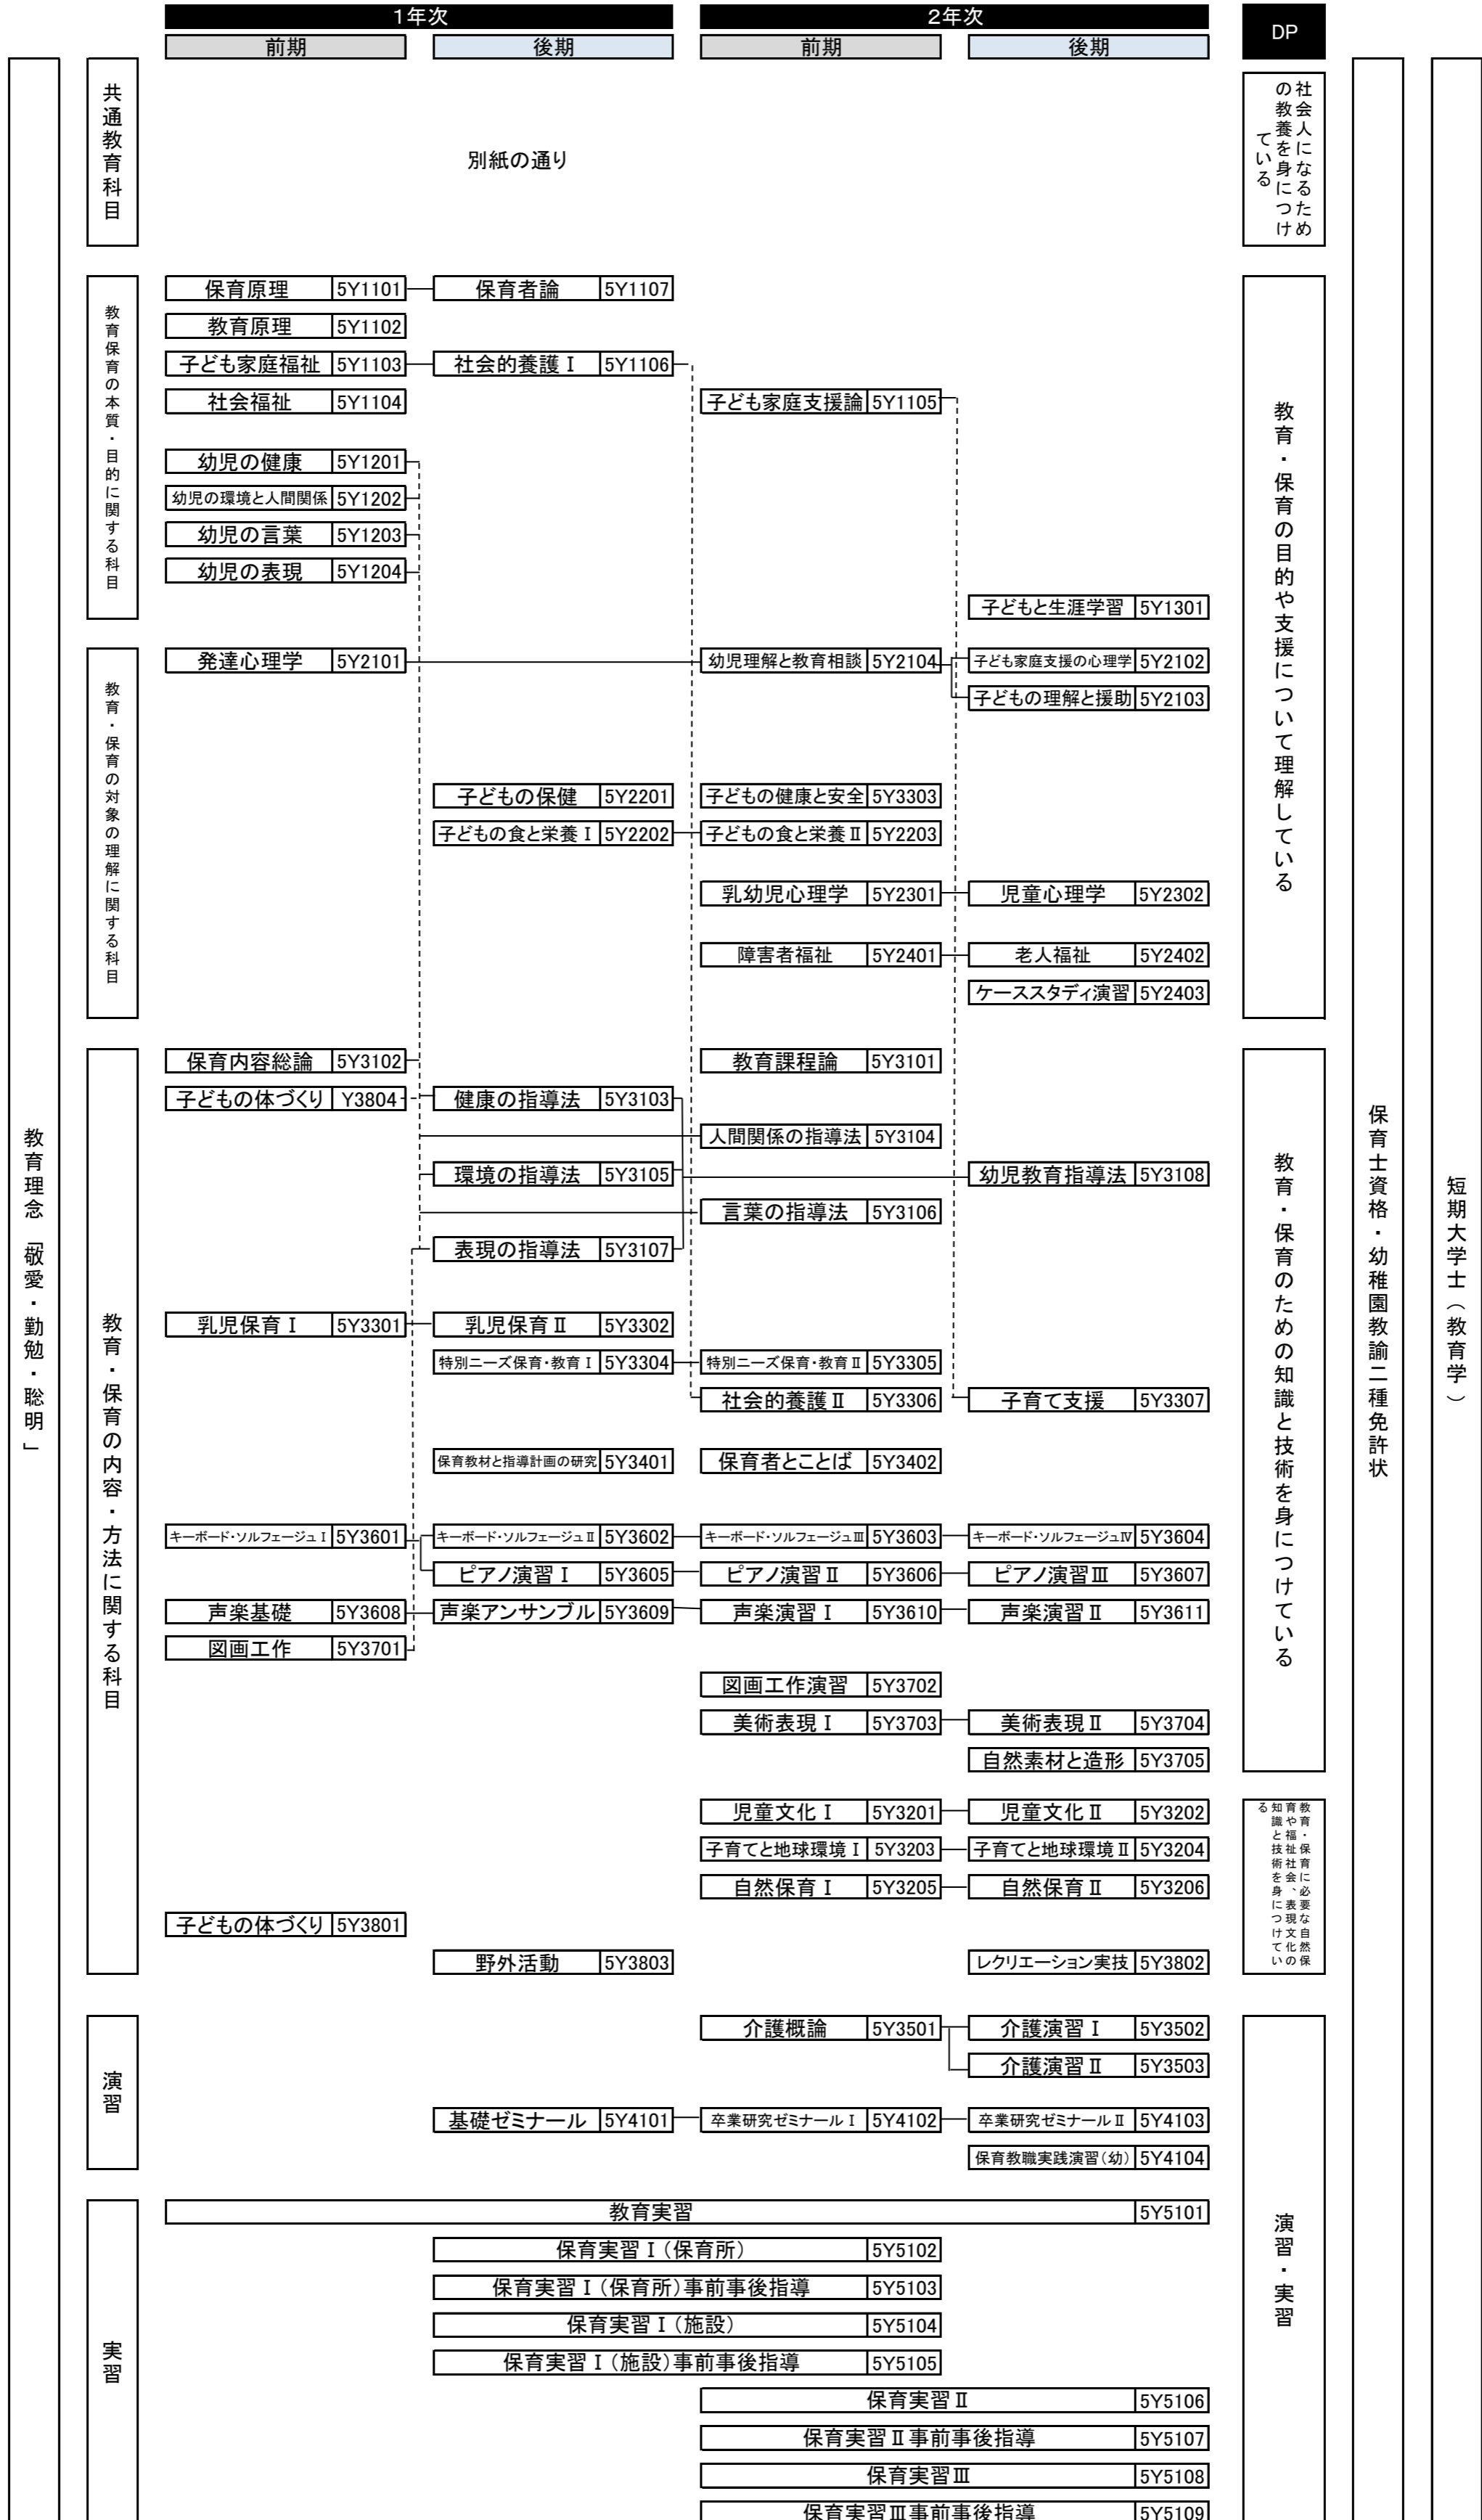 1年次
2年次
DP
前期
後期
前期
後期
教育理念「敬愛・勤勉・聡明」
共通教育科目
別紙の通り
社会人になるため
の教養を身につけ
ている
保育士資格・幼稚園教諭二種免許状
短期大学士（教育学）
教育保育の本質・目的に関する科目
保育原理 5Y1101 保育者論 5Y1107
教育原理 5Y1102
子ども家庭福祉 5Y1103 社会的養護Ⅰ 5Y1106
社会福祉 5Y1104 子ども家庭支援論 5Y1105
幼児の健康 5Y1201
幼児の環境と人間関係 5Y1202
幼児の言葉 5Y1203
幼児の表現 5Y1204
子どもと生涯学習 5Y1301
教育・保育の目的や支援について理解している
教育・保育の対象の理解に関する科目
発達心理学 5Y2101 幼児理解と教育相談 5Y2104 子ども家庭支援の心理学 5Y2102
子どもの理解と援助 5Y2103
子どもの保健 5Y2201 子どもの健康と安全 5Y3303
子どもの食と栄養Ⅰ 5Y2202 子どもの食と栄養Ⅱ 5Y2203
乳幼児心理学 5Y2301 児童心理学 5Y2302
障害者福祉 5Y2401 老人福祉 5Y2402
ケーススタディ演習 5Y2403
教育・保育の内容・方法に関する科目
保育内容総論 5Y3102 教育課程論 5Y3101
子どもの体づくり Y3804 健康の指導法 5Y3103
人間関係の指導法 5Y3104
環境の指導法 5Y3105 幼児教育指導法 5Y3108
言葉の指導法 5Y3106
表現の指導法 5Y3107
乳児保育Ⅰ 5Y3301 乳児保育Ⅱ 5Y3302
特別ニーズ保育・教育Ⅰ 5Y3304 特別ニーズ保育・教育Ⅱ 5Y3305
社会的養護Ⅱ 5Y3306 子育て支援 5Y3307
保育教材と指導計画の研究 5Y3401 保育者とことば 5Y3402
キーボード・ソルフェージュⅠ 5Y3601 キーボード・ソルフェージュⅡ 5Y3602 キーボード・ソルフェージュⅢ 5Y3603 キーボード・ソルフェージュⅣ 5Y3604
ピアノ演習Ⅰ 5Y3605 ピアノ演習Ⅱ 5Y3606 ピアノ演習Ⅲ 5Y3607
声楽基礎 5Y3608 声楽アンサンブル 5Y3609 声楽演習Ⅰ 5Y3610 声楽演習Ⅱ 5Y3611
図画工作 5Y3701
図画工作演習 5Y3702
美術表現Ⅰ 5Y3703 美術表現Ⅱ 5Y3704
自然素材と造形 5Y3705
教育・保育のための知識と技術を身につけている
児童文化Ⅰ 5Y3201 児童文化Ⅱ 5Y3202
子育てと地球環境Ⅰ 5Y3203 子育てと地球環境Ⅱ 5Y3204
自然保育Ⅰ 5Y3205 自然保育Ⅱ 5Y3206
子どもの体づくり 5Y3801
野外活動 5Y3803 レクリエーション実技 5Y3802
教育・保育に必要な自然保
育や福祉社会、表現文化の
知識と技術を身につけてい
る
演習
介護概論 5Y3501 介護演習Ⅰ 5Y3502
介護演習Ⅱ 5Y3503
基礎ゼミナール 5Y4101 卒業研究ゼミナールⅠ 5Y4102 卒業研究ゼミナールⅡ 5Y4103
保育教職実践演習（幼） 5Y4104
実習
教育実習 5Y5101
保育実習Ⅰ（保育所） 5Y5102
保育実習Ⅰ（保育所）事前事後指導 5Y5103
保育実習Ⅰ（施設） 5Y5104
保育実習Ⅰ（施設）事前事後指導 5Y5105
保育実習Ⅱ 5Y5106
保育実習Ⅱ事前事後指導 5Y5107
保育実習Ⅲ 5Y5108
保育実習Ⅲ事前事後指導 5Y5109
演習・実習